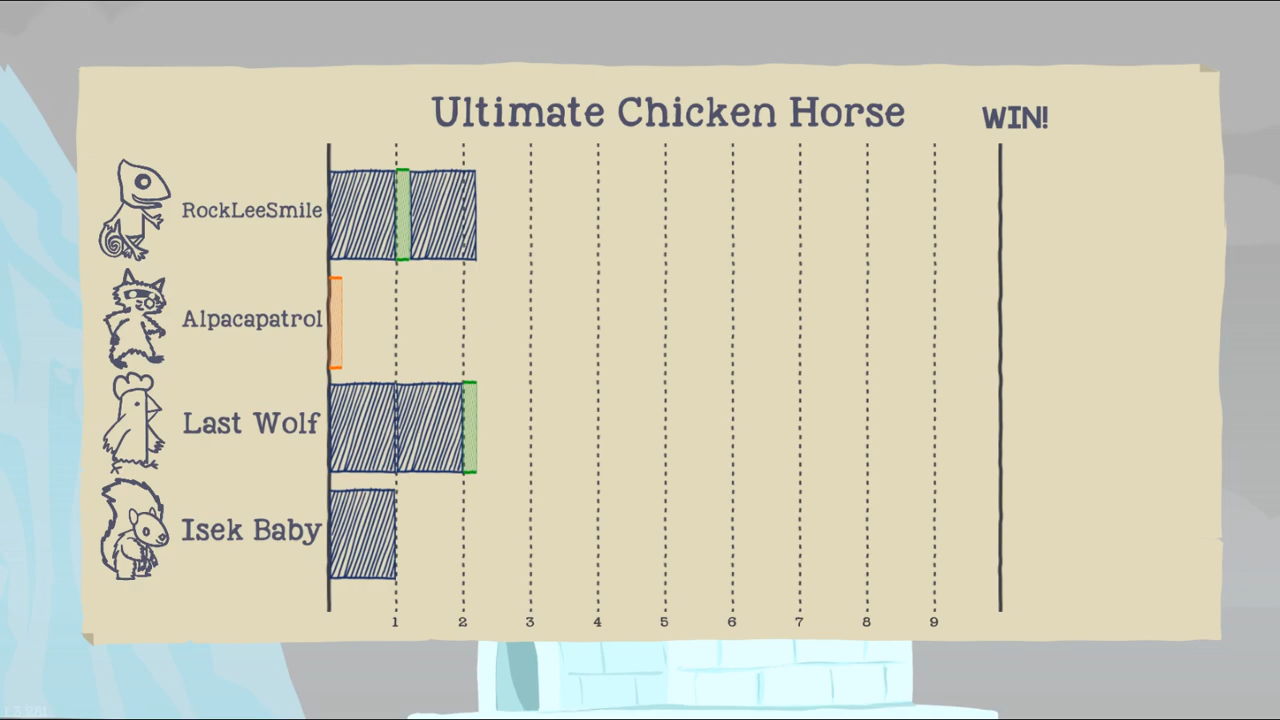 Ultimate Chicken Horse
WIN!
RockLeeSmile
Alpacapatrol
Last Wolf
Isek Baby
1 2 3 4 5 6 7 8 9